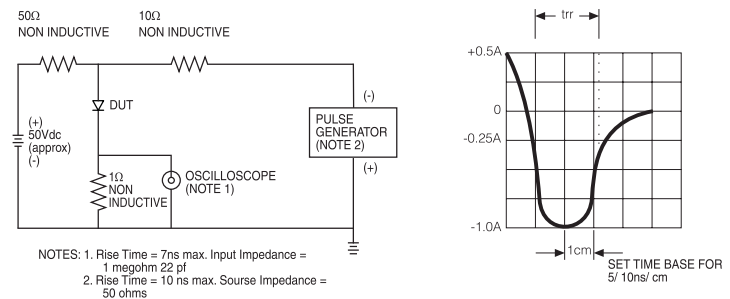 50Ω
NON INDUCTIVE
10Ω
NON INDUCTIVE
DUT
(+)
50Vdc
(approx)
(-)
1Ω
NON
INDUCTIVE
OSCILLOSCOPE
(NOTE 1)
(-)
PULSE
GENERATOR
(NOTE 2)
(+)
NOTES: 1. Rise Time = 7ns max. Input Impedance =
1 megohm 22 pf
2. Rise Time = 10 ns max. Sourse Impedance =
50 ohms
trr
+0.5A
0
-0.25A
-1.0A
1cm
SET TIME BASE FOR
5/ 10ns/ cm